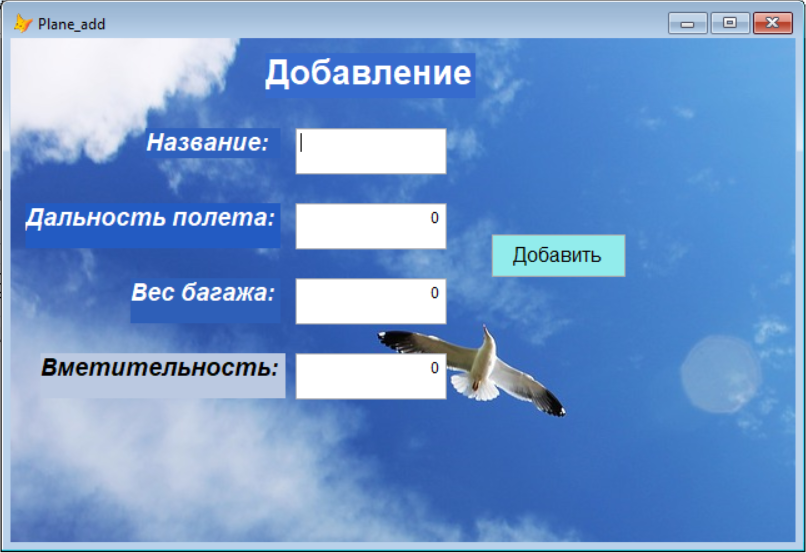 Plane_add
Добавление
Название:
Дальность полета: 0
Добавить
Вес багажа: 0
Вметительность: 0